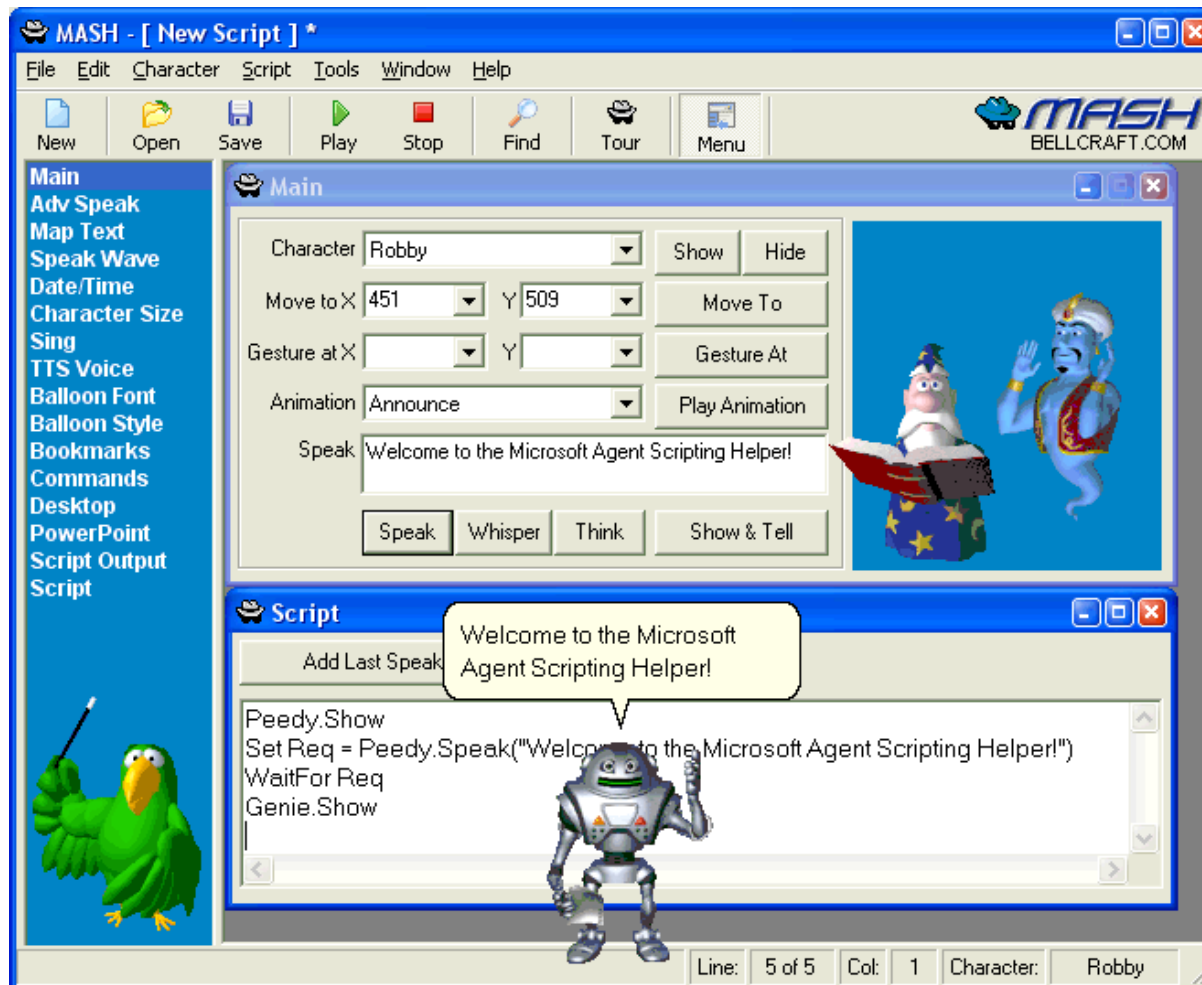 MASH - [ New Script ] *
File Edit Character Script Tools Window Help
New Open Save Play Stop Find Tour Menu
MASH
BELLCRAFT.COM
Main
Adv Speak
Map Text
Speak Wave
Date/Time
Character Size
Sing
TTS Voice
Balloon Font
Balloon Style
Bookmarks
Commands
Desktop
PowerPoint
Script Output
Script
Main
Character Robby Show Hide
Move to X 451 Y 509 Move To
Gesture at X Y Gesture At
Animation Announce Play Animation
Speak Welcome to the Microsoft Agent Scripting Helper!
Speak Whisper Think Show & Tell
Script
Add Last Speak
Welcome to the Microsoft
Agent Scripting Helper!
Peedy.Show
Set Req = Peedy.Speak("Welcome to the Microsoft Agent Scripting Helper!")
WaitFor Req
Genie.Show
Line: 5 of 5 Col: 1 Character: Robby